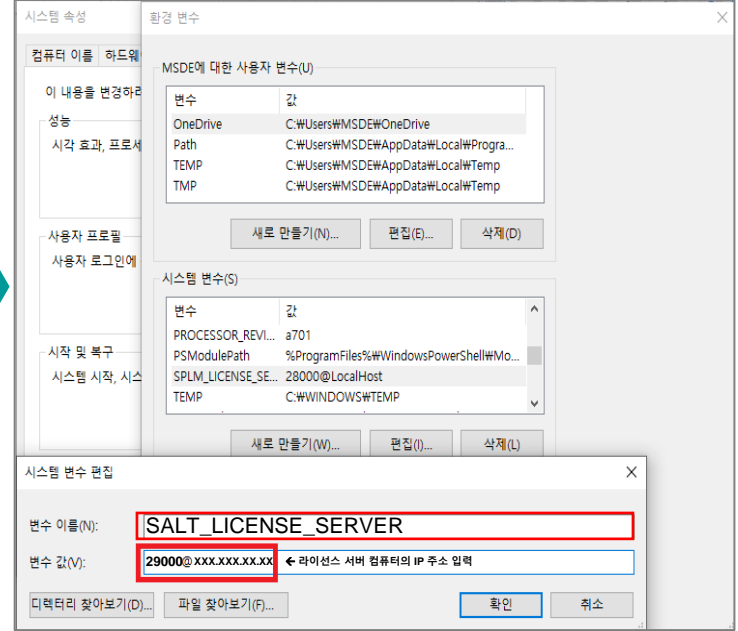 시스템 속성
환경 변수
컴퓨터 이름 하드웨
이 내용을 변경하려
성능
시각 효과, 프로세
사용자 프로필
사용자 로그인에
시작 및 복구
시스템 시작, 시스
MSDE에 대한 사용자 변수(U)
변수 값
OneDrive C:₩Users₩MSDE₩OneDrive
Path C:₩Users₩MSDE₩AppData₩Local₩Progra...
TEMP C:₩Users₩MSDE₩AppData₩Local₩Temp
TMP C:₩Users₩MSDE₩AppData₩Local₩Temp
새로 만들기(N)... 편집(E)... 삭제(D)
시스템 변수(S)
변수 값
PROCESSOR_REVI... a701
PSModulePath %ProgramFiles%₩WindowsPowerShell₩Mo...
SPLM_LICENSE_SE... 28000@LocalHost
TEMP C:₩WINDOWS₩TEMP
새로 만들기(W)... 편집(I)... 삭제(L)
시스템 변수 편집
변수 이름(N): SALT_LICENSE_SERVER
변수 값(V): 29000@xxx.xxx.xx.xx ← 라이선스 서버 컴퓨터의 IP 주소 입력
디렉터리 찾아보기(D)... 파일 찾아보기(F)... 확인 취소